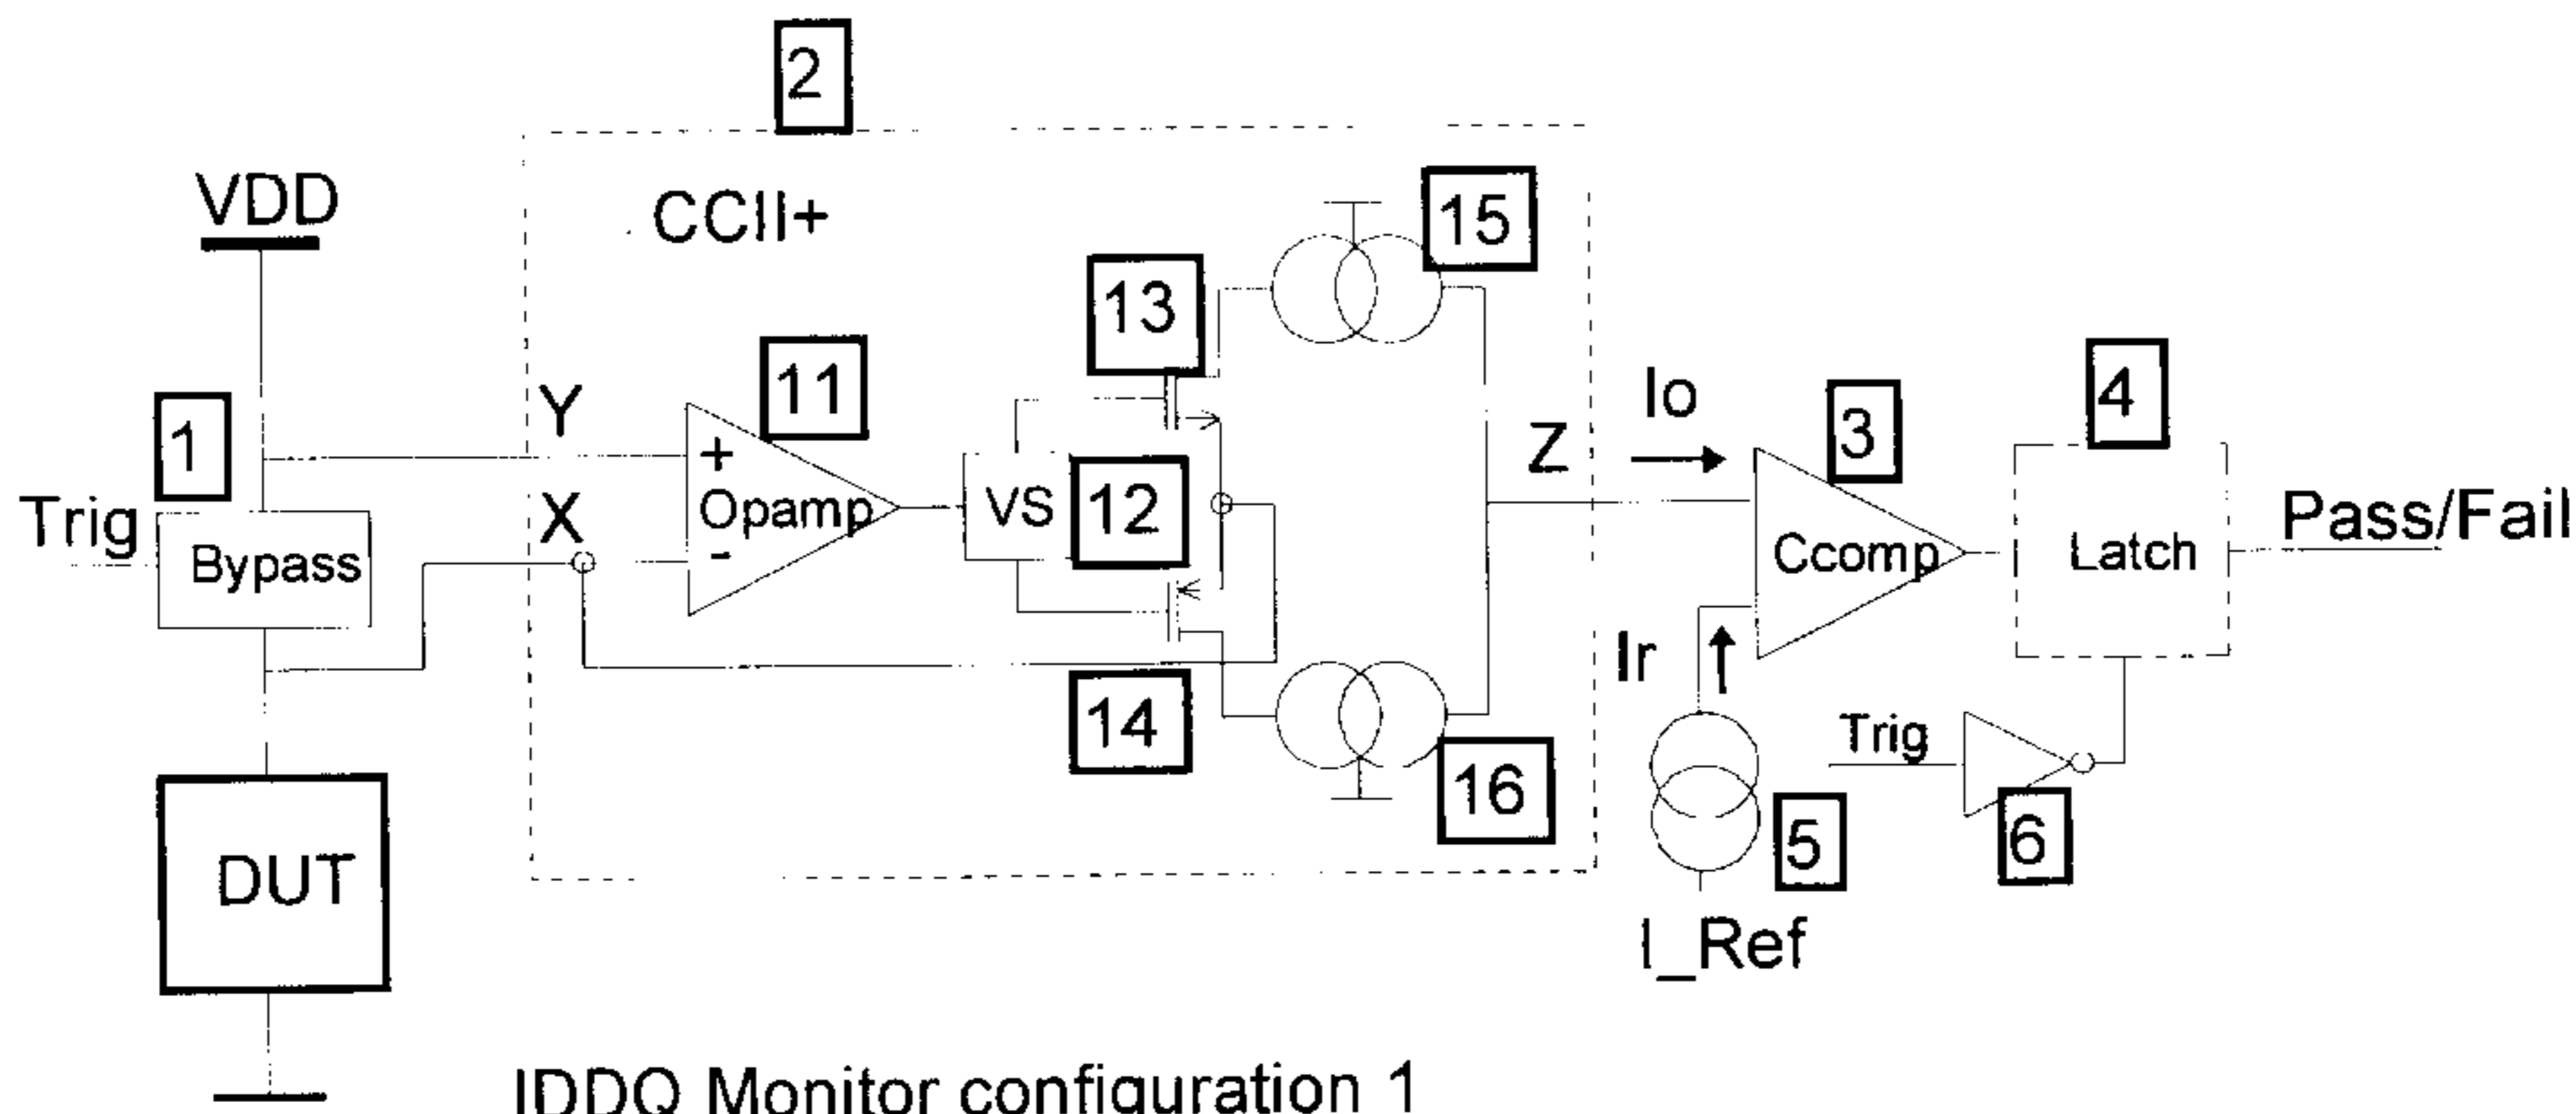 2
VDD
CCII+
15
13
1
Y
11
Io
4
Z
3
Trig
Bypass
X
+
Opamp
-
VS
12
Ccomp
Latch
Pass/Fail
Ir
14
16
Trig
5
6
DUT
I_Ref
IDDQ Monitor configuration 1